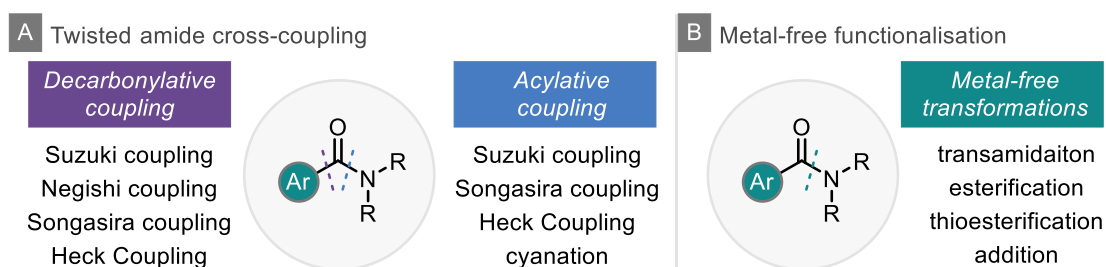 A Twisted amide cross-coupling
Decarbonylative
coupling
Suzuki coupling
Negishi coupling
Songasira coupling
Heck Coupling
O
Ar
N
R
R
Acylative
coupling
Suzuki coupling
Songasira coupling
Heck Coupling
cyanation
B Metal-free functionalisation
O
Ar
N
R
R
Metal-free
transformations
transamidaiton
esterification
thioesterification
addition